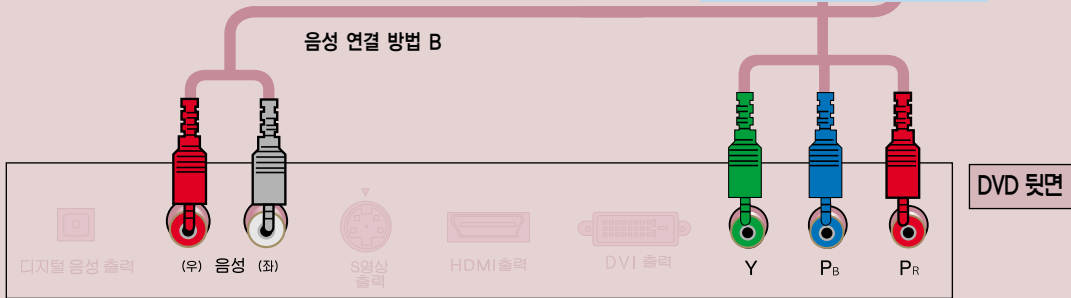 음성 연결 방법 B
DVD 뒷면
디지털 음성 출력
(우) 음성 (좌)
S영상
출력
HDMI출력
DVI 출력
Y
PB
PR